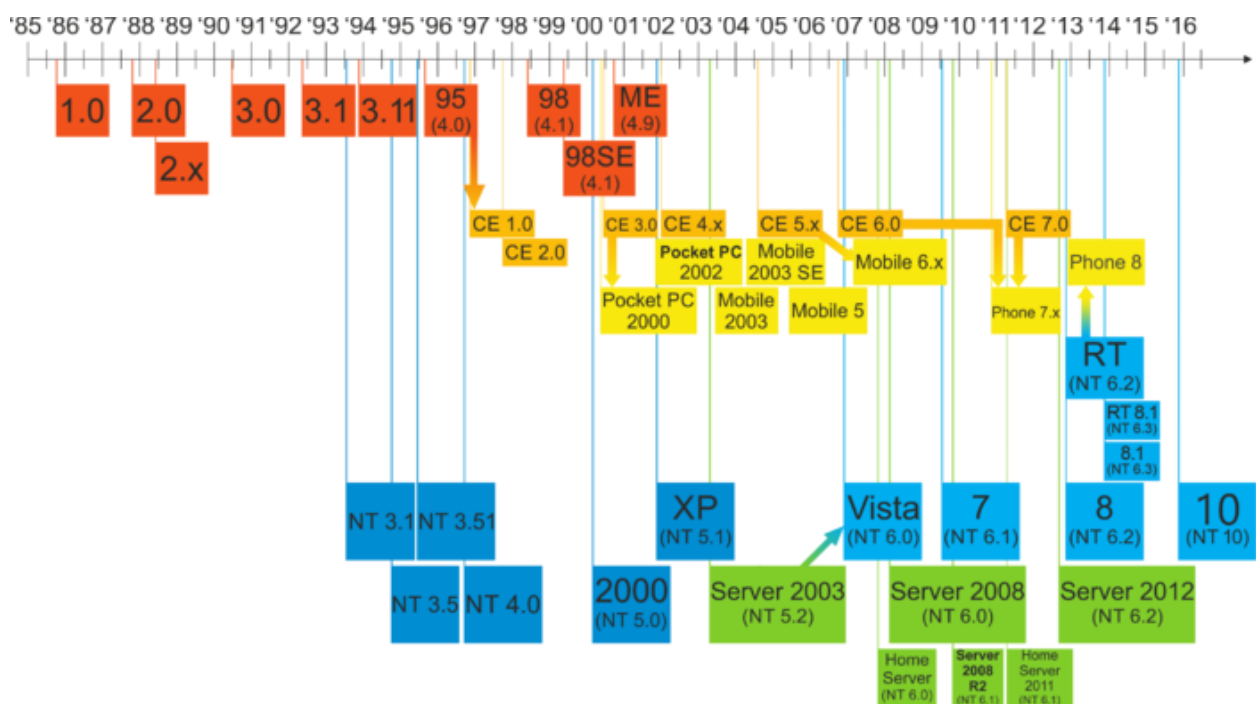 '85 '86 '87 '88 '89 '90 '91 '92 '93 '94 '95 '96 '97 '98 '99 '00 '01 '02 '03 '04 '05 '06 '07 '08 '09 '10 '11 '12 '13 '14 '15 '16
1.0
2.0
3.0
3.1
3.11
95
(4.0)
98
(4.1)
ME
(4.9)
2.x
98SE
(4.1)
CE 1.0
CE 3.0
CE 4.x
CE 5.x
CE 6.0
CE 7.0
CE 2.0
Pocket PC
2002
Mobile
2003 SE
Mobile 6.x
Phone 8
Pocket PC
2000
Mobile
2003
Mobile 5
Phone 7.x
RT
(NT 6.2)
RT 8.1
(NT 6.3)
8.1
(NT 6.3)
NT 3.1
NT 3.51
XP
(NT 5.1)
Vista
(NT 6.0)
7
(NT 6.1)
8
(NT 6.2)
10
(NT 10)
NT 3.5
NT 4.0
2000
(NT 5.0)
Server 2003
(NT 5.2)
Server 2008
(NT 6.0)
Server 2012
(NT 6.2)
Home
Server
(NT 6.0)
Server
2008
R2
(NT 6.1)
Home
Server
2011
(NT 6.1)